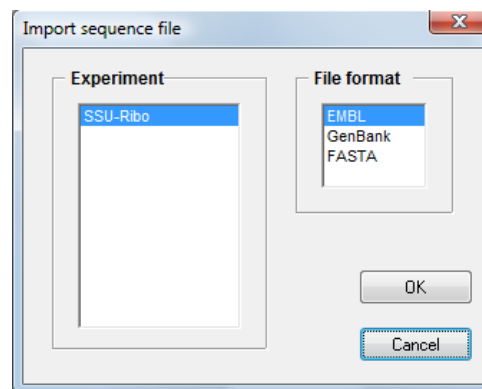 Import sequence file
Experiment
SSU-Ribo
File format
EMBL
GenBank
FASTA
OK
Cancel